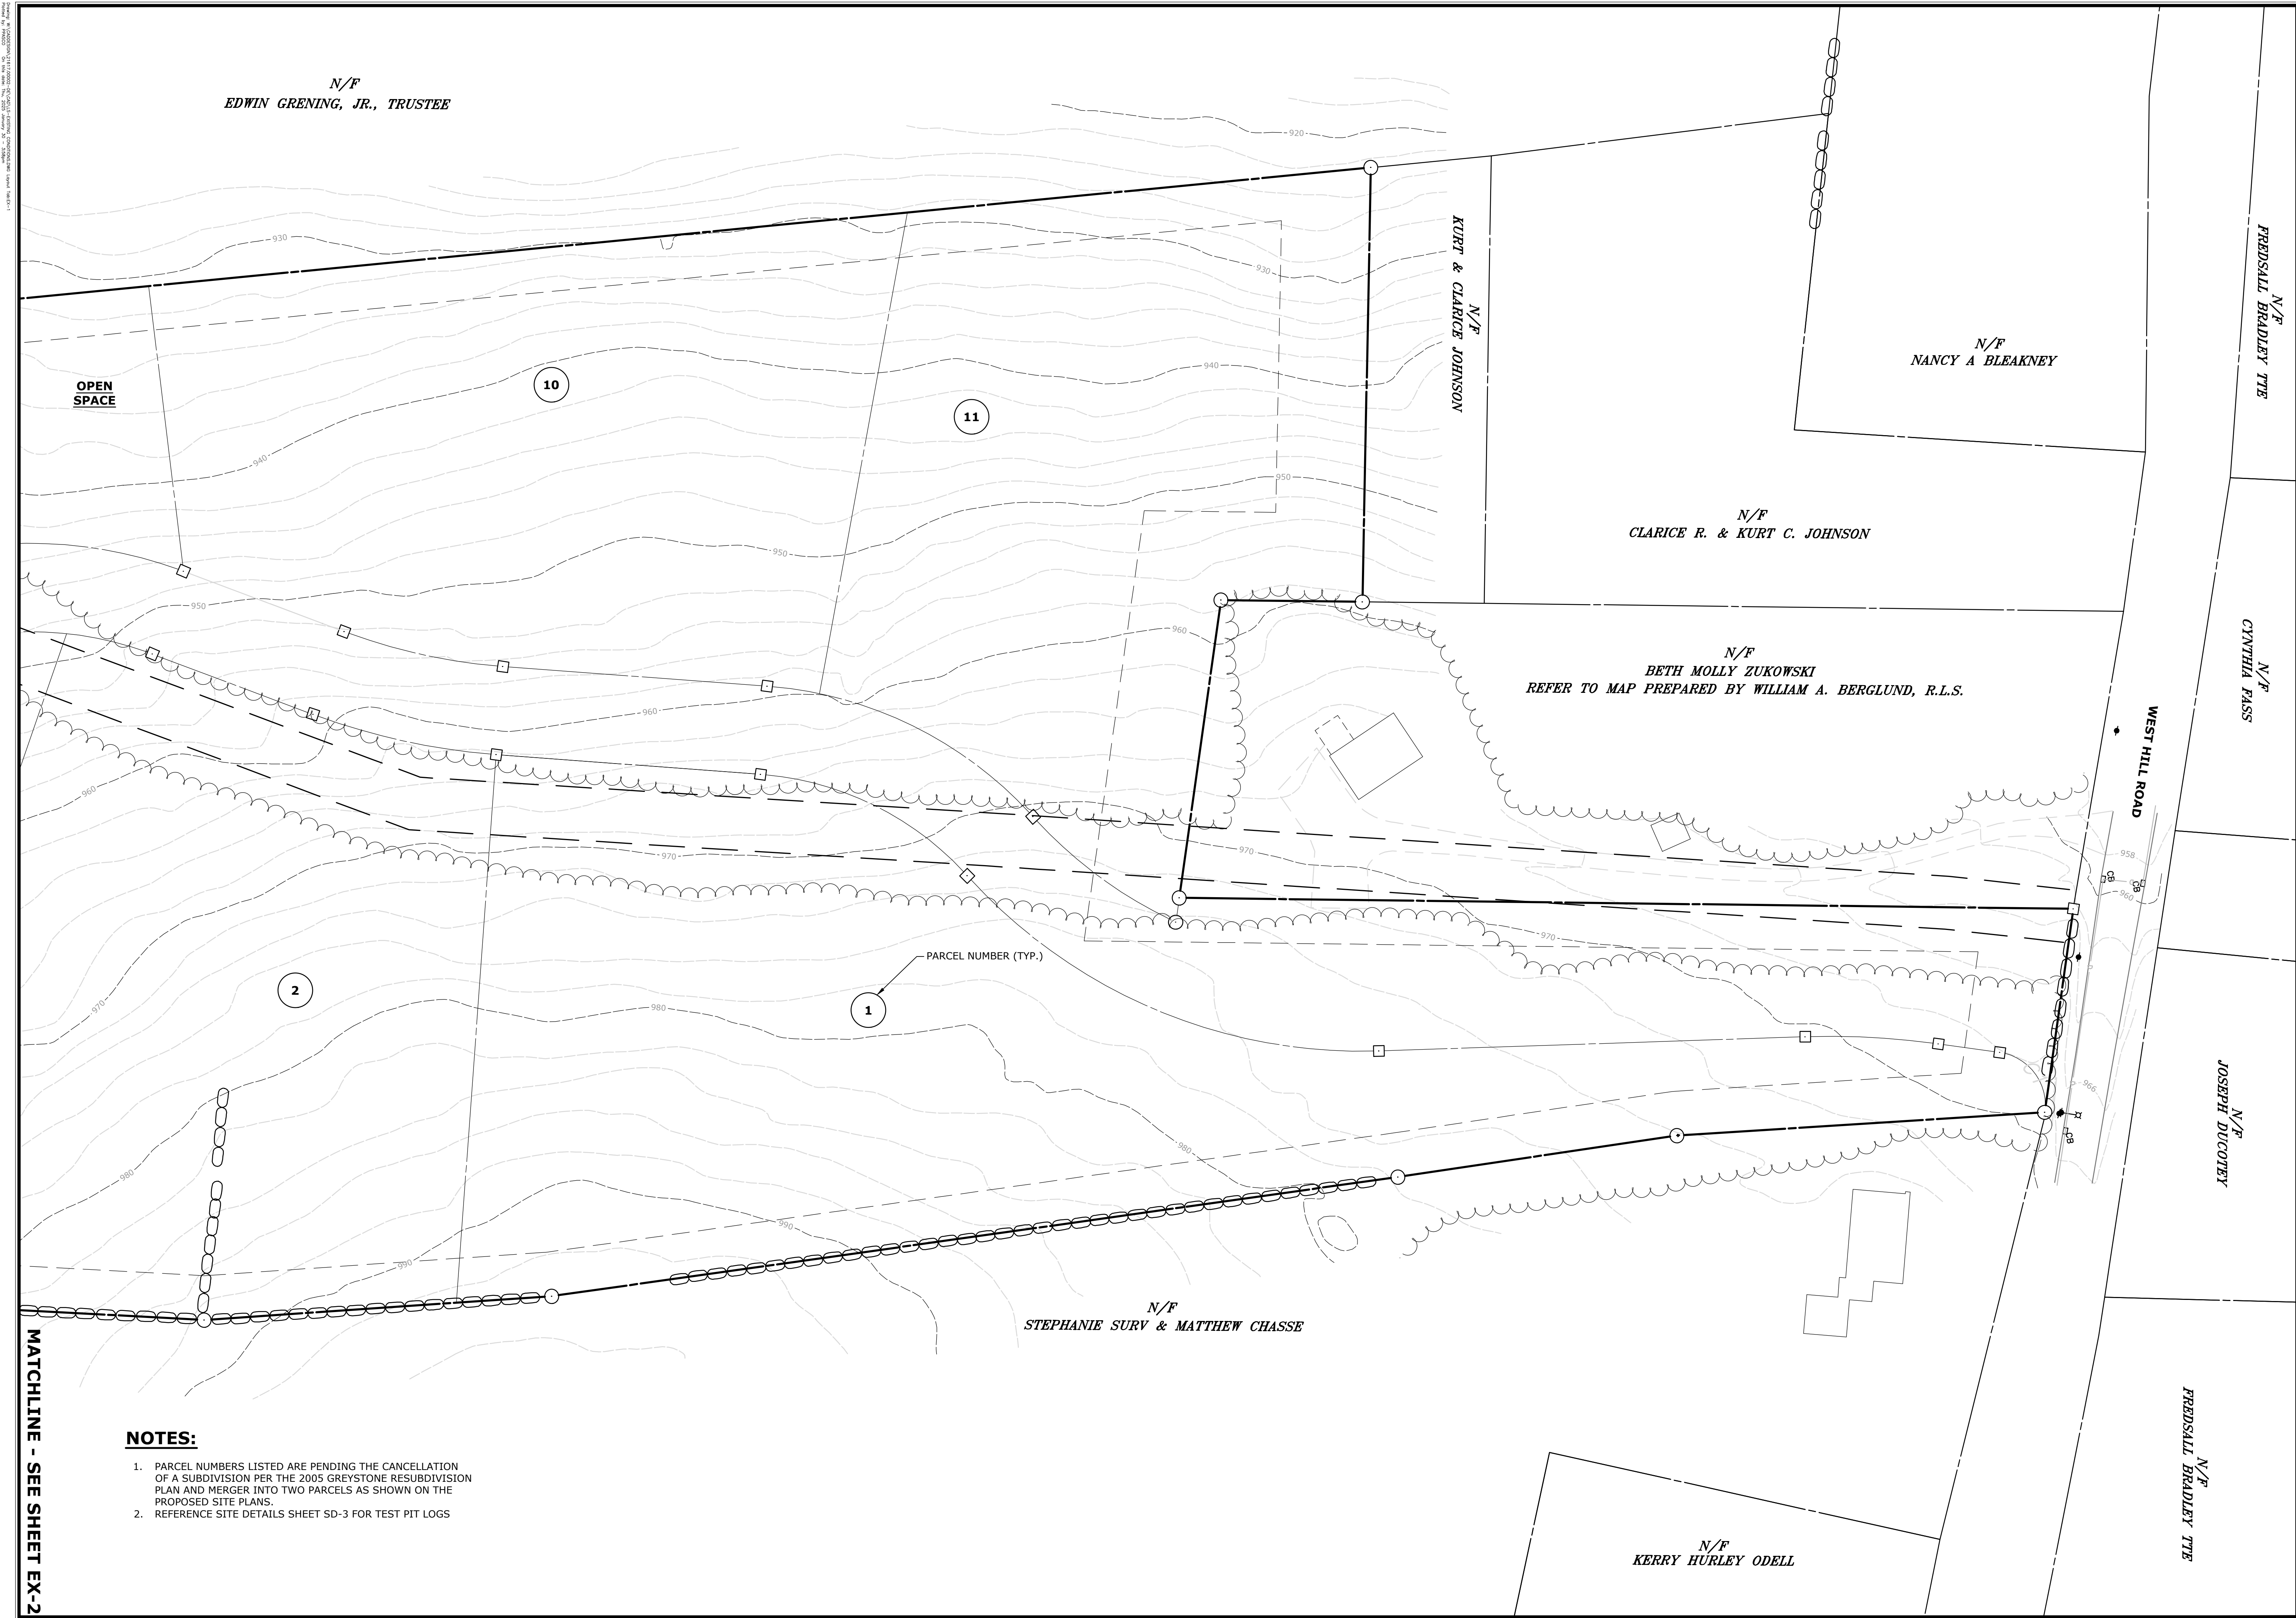 N/F
EDWIN GRENING, JR., TRUSTEE
920
930
930
OPEN
SPACE
10
11
940
940
950
950
950
960
960
960
970
970
970
970
980
980
980
990
990
958
960
966
N/F
KURT & CLARICE JOHNSON
N/F
NANCY A BLEAKNEY
N/F
FREDSALL BRADLEY TTE
N/F
CLARICE R. & KURT C. JOHNSON
N/F
BETH MOLLY ZUKOWSKI
REFER TO MAP PREPARED BY WILLIAM A. BERGLUND, R.L.S.
N/F
CYNTHIA FASS
WEST HILL ROAD
CB
CB
CB
PARCEL NUMBER (TYP.)
2
1
N/F
JOSEPH DUCOTEY
N/F
STEPHANIE SURV & MATTHEW CHASSE
N/F
FREDSALL BRADLEY TTE
N/F
KERRY HURLEY ODELL
MATCHLINE - SEE SHEET EX-2
NOTES:
1. PARCEL NUMBERS LISTED ARE PENDING THE CANCELLATION
OF A SUBDIVISION PER THE 2005 GREYSTONE RESUBDIVISION
PLAN AND MERGER INTO TWO PARCELS AS SHOWN ON THE
PROPOSED SITE PLANS.
2. REFERENCE SITE DETAILS SHEET SD-3 FOR TEST PIT LOGS